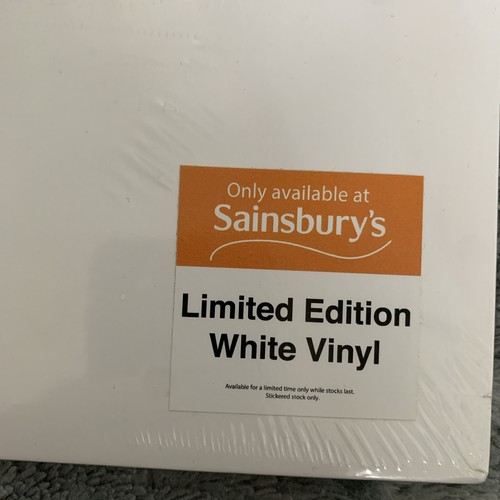 Only available at
Sainsbury's
Limited Edition
White Vinyl
Available for a limited time only while stocks last.
Stickered stock only.